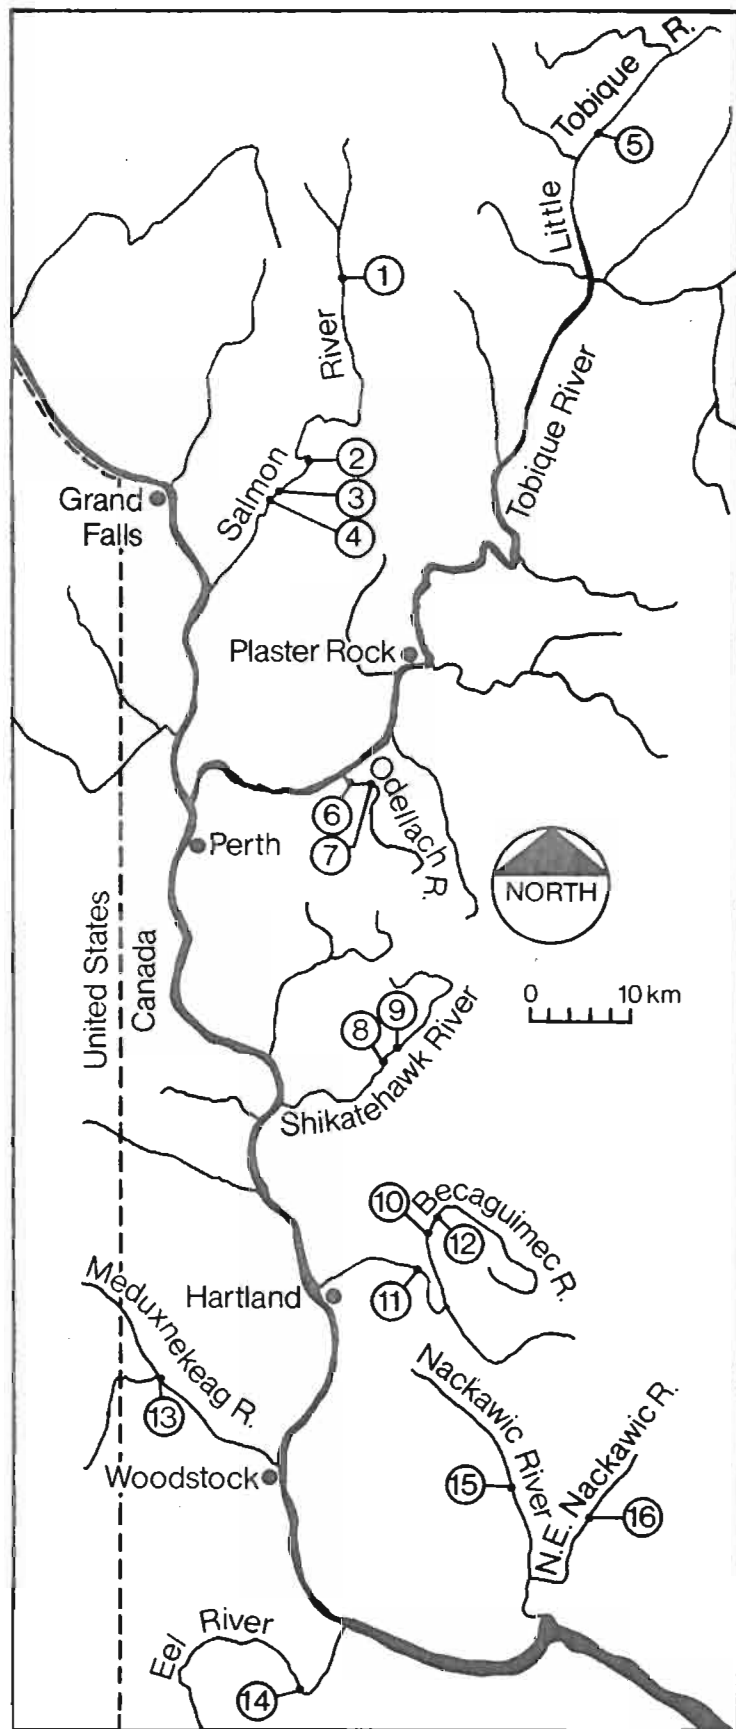 Tobique R.
5
Little
1
River
Tobique River
Salmon
2
3
4
Grand
Falls
Plaster Rock
Odellach R.
6
7
Perth
NORTH
United States
Canada
0 10 km
8
9
Shikatehawk River
10
Becaguimec R.
12
11
Hartland
Meduxnekeag R.
13
Nackawic River
N.E. Nackawic R.
Woodstock
15
16
Eel River
14